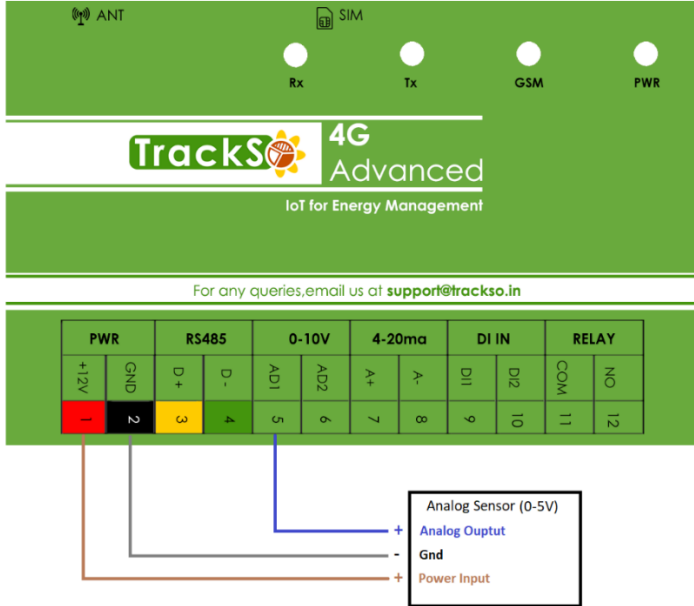 ANT SIM
Rx Tx GSM PWR
TrackSo 4G
Advanced
IoT for Energy Management
For any queries,email us at support@trackso.in
PWR RS485 0-10V 4-20ma DI IN RELAY
+12V GND D+ D- AD1 AD2 A+ A- DI1 DI2 COM NO
1 2 3 4 5 6 7 8 9 10 11 12
Analog Sensor (0-5V)
+ Analog Ouptut
- Gnd
+ Power Input